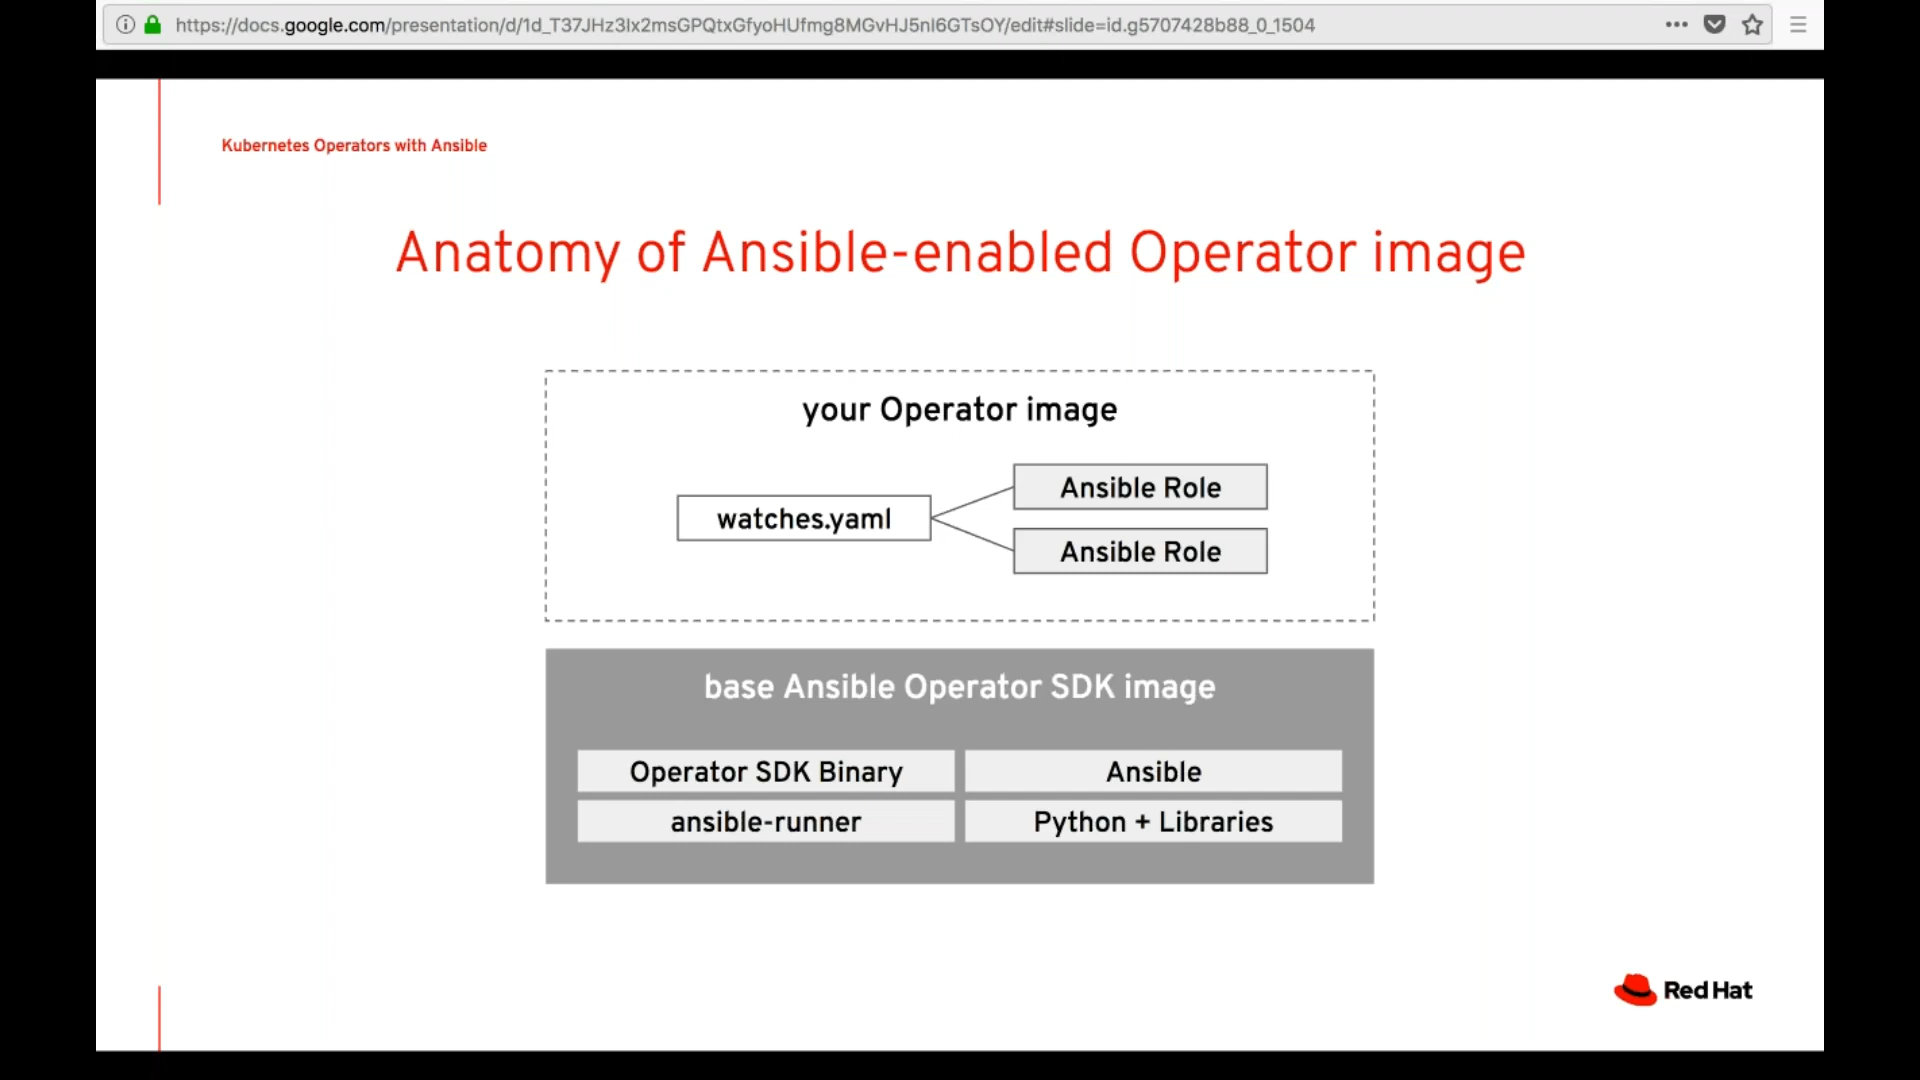 https://docs.google.com/presentation/d/1d_T37JHz3Ix2msGPQtxGfyoHUfmg8MGvHJ5nI6GTsOY/edit#slide=id.g5707428b88_0_1504
Kubernetes Operators with Ansible
Anatomy of Ansible-enabled Operator image
your Operator image
watches.yaml
Ansible Role
Ansible Role
base Ansible Operator SDK image
Operator SDK Binary
Ansible
ansible-runner
Python + Libraries
Red Hat